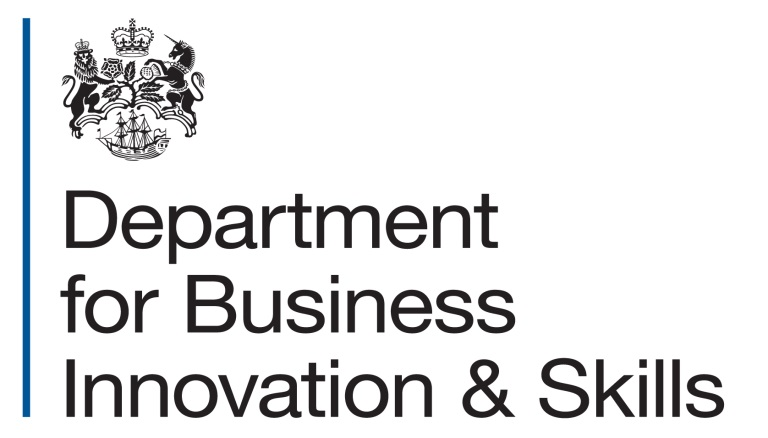 Department
for Business
Innovation & Skills